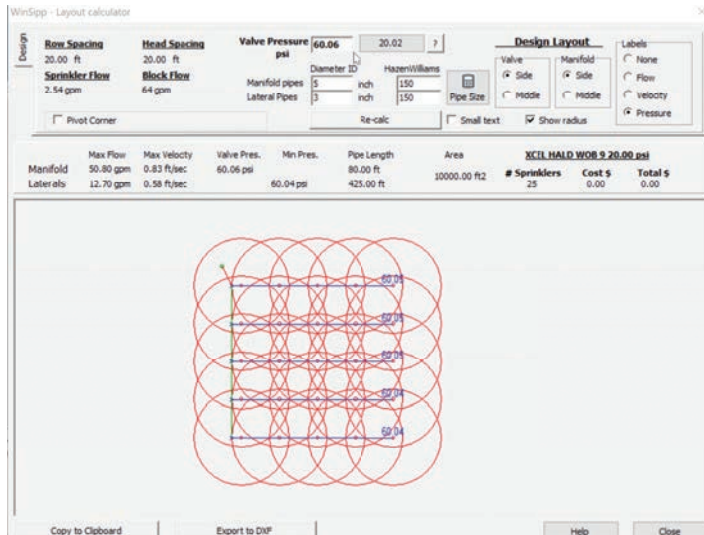 WinSipp - Layout calculator
Design
Row Spacing
20.00 ft
Head Spacing
20.00 ft
Sprinkler Flow
2.54 gpm
Block Flow
64 gpm
Valve Pressure psi
60.06
20.02
?
Diameter ID
HazenWilliams
Manifold pipes 5 inch 150
Lateral Pipes 3 inch 150
Pipe Size
Design Layout
Valve
Side
Middle
Manifold
Side
Middle
Labels
None
Flow
Velocity
Pressure
Pivot Corner
Re-calc
Small text
Show radius
Max Flow Max Velocty Valve Pres. Min Pres. Pipe Length Area
Manifold 50.80 gpm 0.83 ft/sec 60.06 psi 80.00 ft
Laterals 12.70 gpm 0.58 ft/sec 60.04 psi 425.00 ft
10000.00 ft2
XCEL HALD WOB 9 20.00 psi
# Sprinklers Cost $ Total $
25 0.00 0.00
60.05
60.05
60.05
60.04
60.04
Copy to Clipboard
Export to DXF
Help
Close